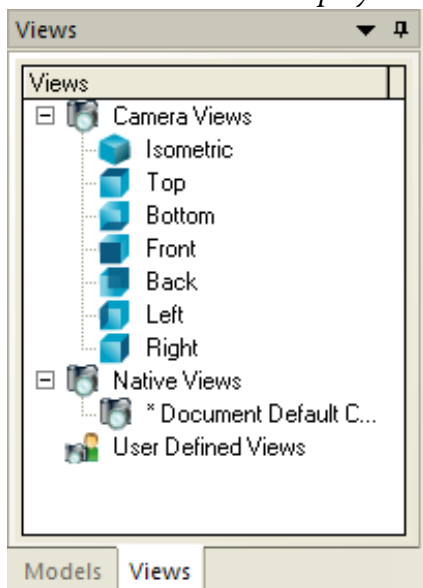 Views
Views
Camera Views
Isometric
Top
Bottom
Front
Back
Left
Right
Native Views
* Document Default C...
User Defined Views
Models Views